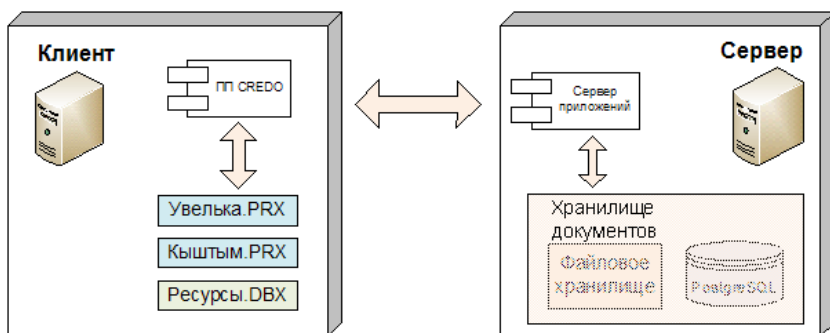 Клиент
ПП CREDO
Увелька.PRX
Кыштым.PRX
Ресурсы.DBX
Сервер
Сервер
приложений
Хранилище
документов
Файловое
хранилище
PostgreSQL